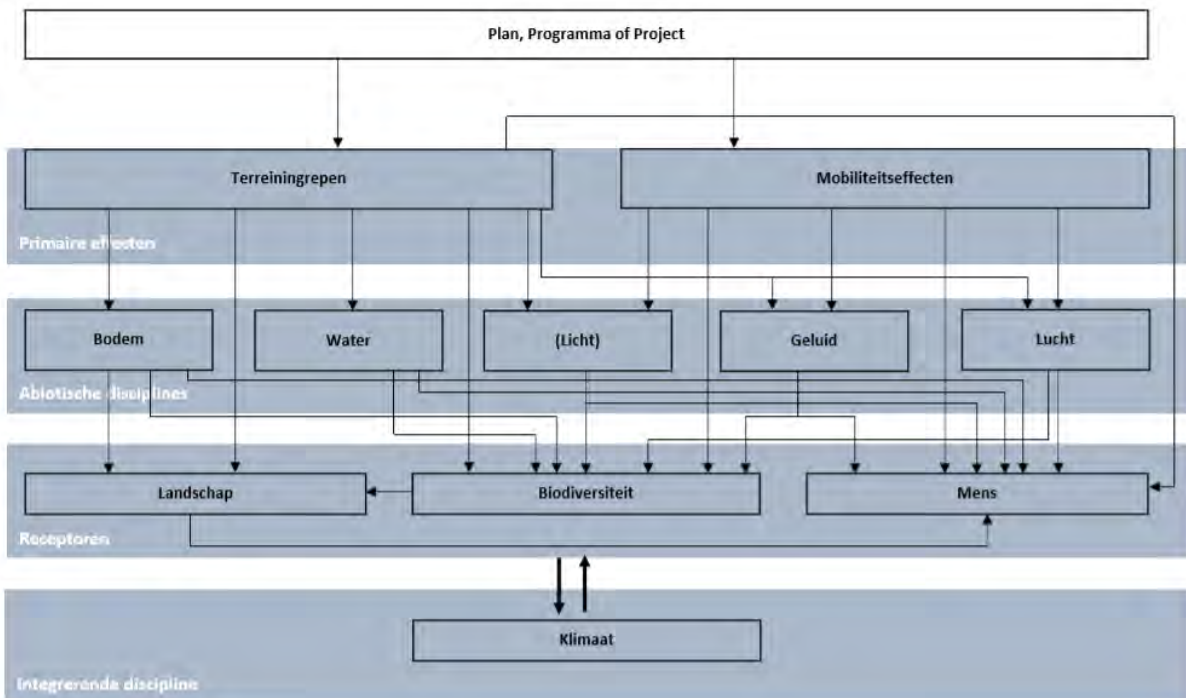 Plan, Programma of Project
Terreiningrepen
Mobiliteitseffecten
Primaire effecten
Bodem
Water
(Licht)
Geluid
Lucht
Abiotische disciplines
Landschap
Biodiversiteit
Mens
Receptoren
Klimaat
Integrerende discipline